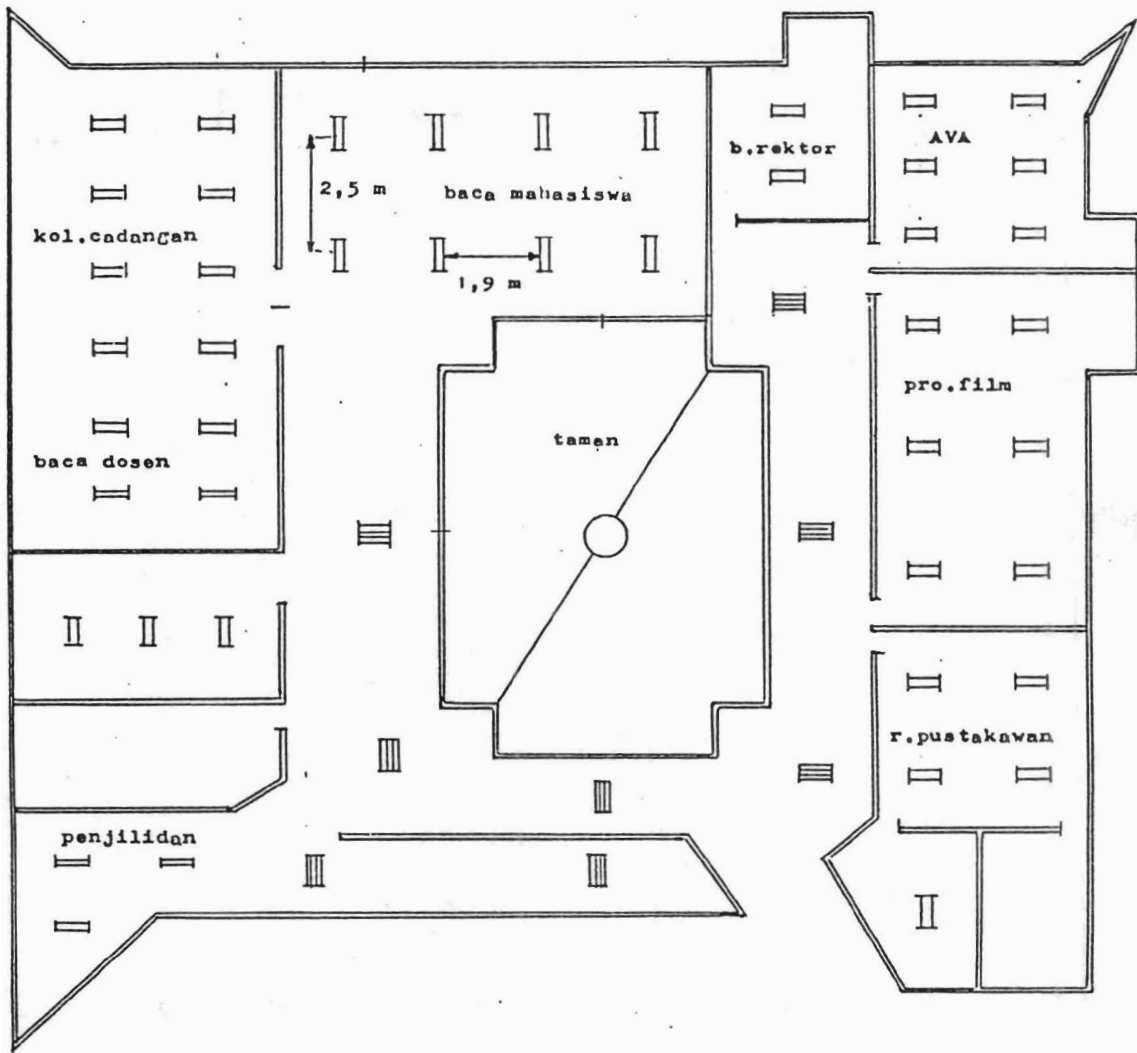 b.rektor
AVA
2,5 m
baca mahasiswa
kol.cadangan
1,9 m
pro.film
taman
baca dosen
r.pustakawan
penjilidan